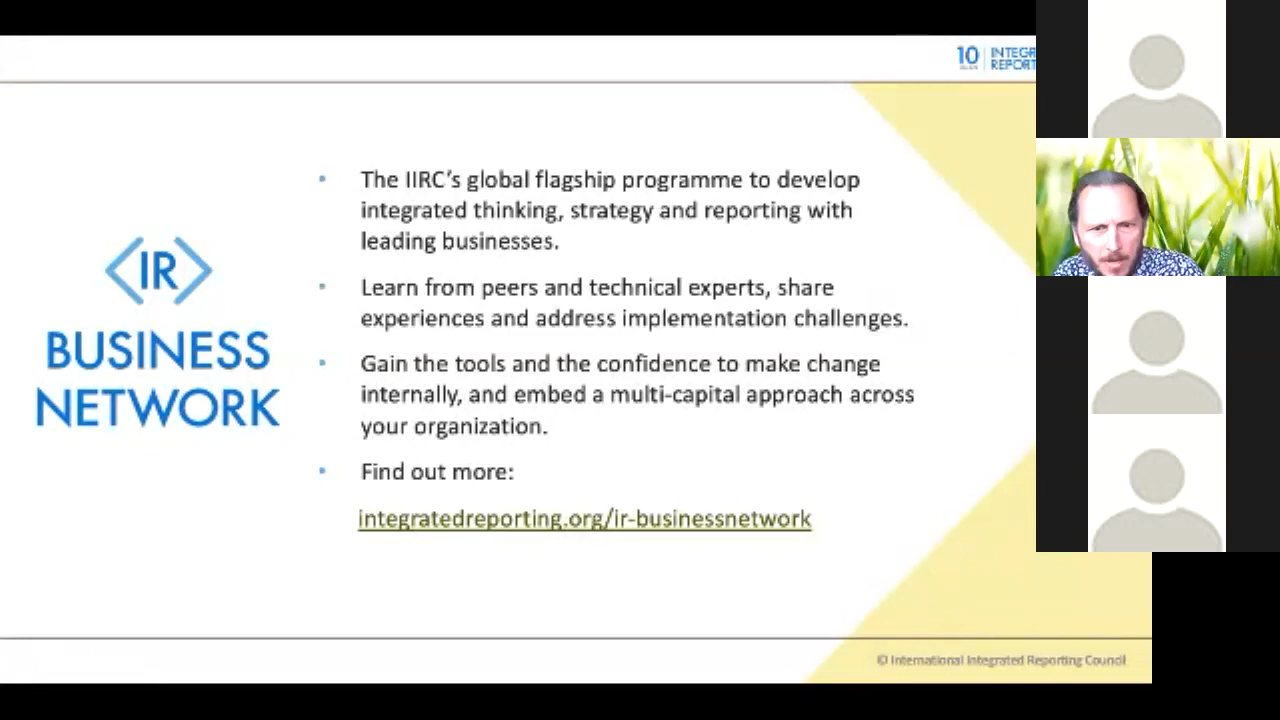 10 INTEGR
REPORT
The IIRC's global flagship programme to develop
integrated thinking, strategy and reporting with
leading businesses.
<IR>
BUSINESS
NETWORK
Learn from peers and technical experts, share
experiences and address implementation challenges.
Gain the tools and the confidence to make change
internally, and embed a multi-capital approach across
your organization.
Find out more:
integratedreporting.org/ir-businessnetwork
© International Integrated Reporting Council